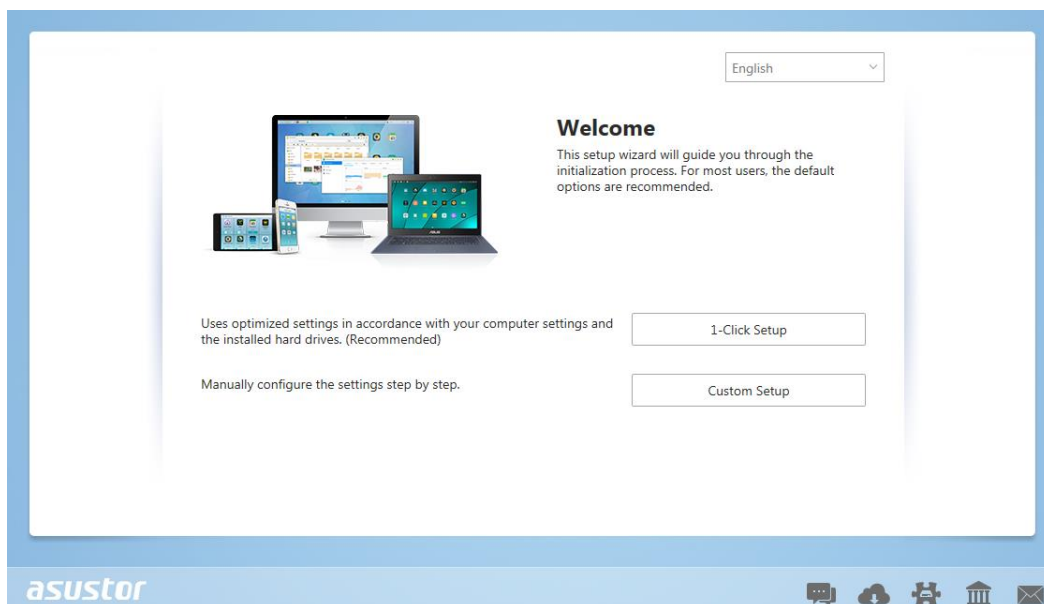 English
Welcome
This setup wizard will guide you through the
initialization process. For most users, the default
options are recommended.
Uses optimized settings in accordance with your computer settings and
the installed hard drives. (Recommended)
1-Click Setup
Manually configure the settings step by step.
Custom Setup
asustor